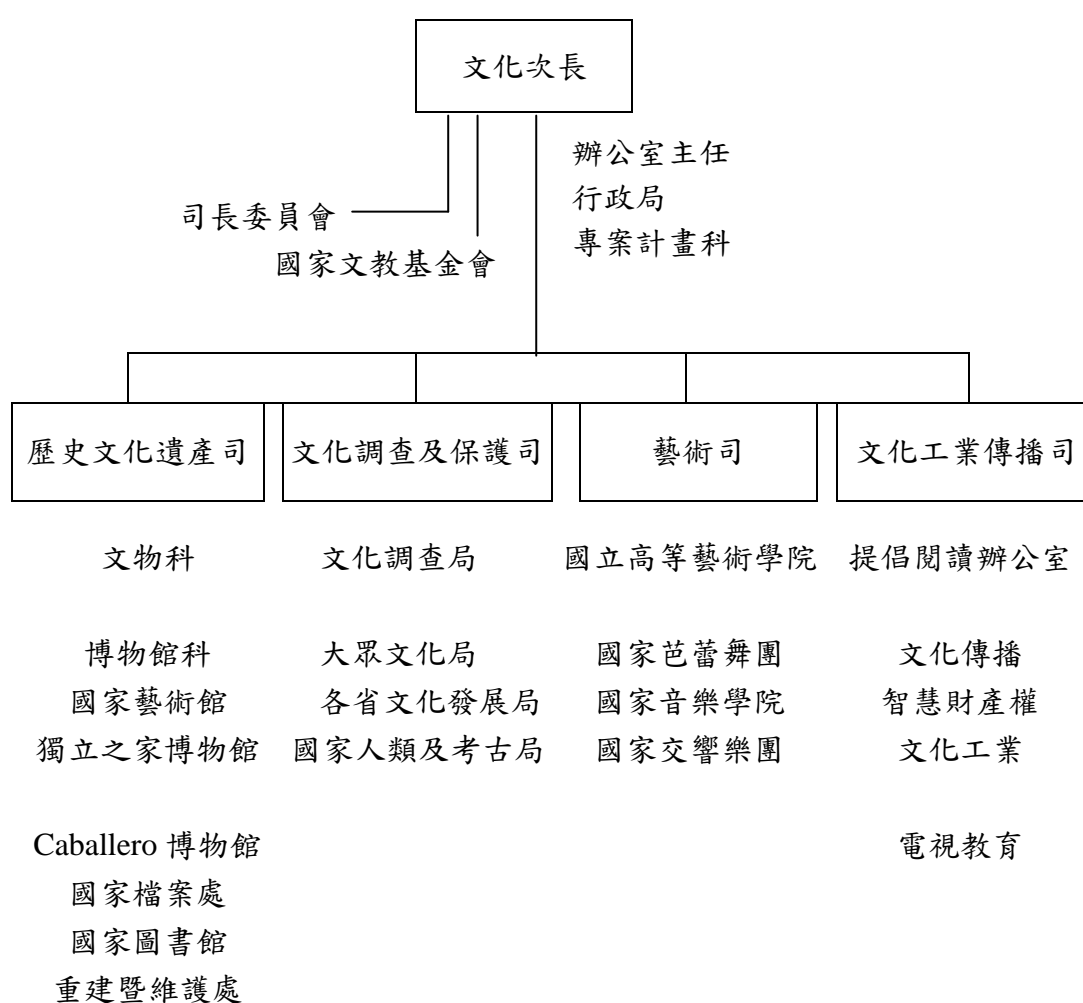 文化次長
辦公室主任
行政局
專案計畫科
司長委員會
國家文教基金會
歷史文化遺產司
文化調查及保護司
藝術司
文化工業傳播司
文物科
文化調查局
國立高等藝術學院
提倡閱讀辦公室
博物館科
大眾文化局
國家芭蕾舞團
文化傳播
國家藝術館
各省文化發展局
國家音樂學院
智慧財產權
獨立之家博物館
國家人類及考古局
國家交響樂團
文化工業
Caballero 博物館
電視教育
國家檔案處
國家圖書館
重建暨維護處